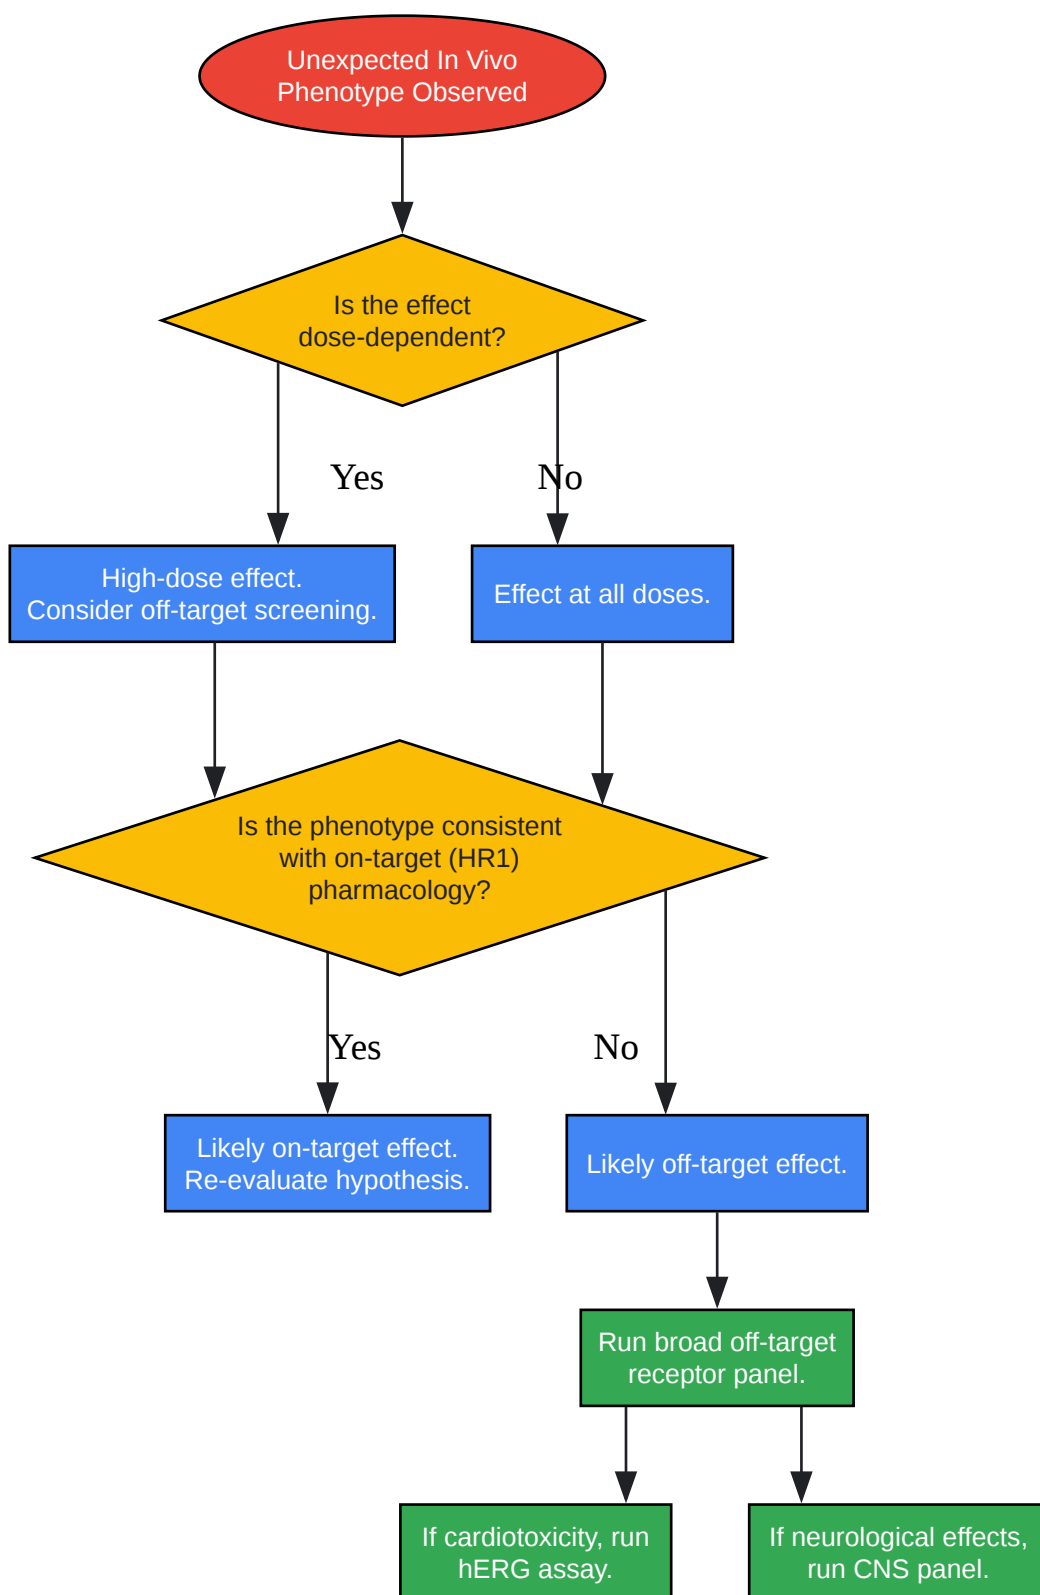 Unexpected In Vivo
Phenotype Observed
Is the effect
dose-dependent?
Yes
No
High-dose effect.
Consider off-target screening.
Effect at all doses.
Is the phenotype consistent
with on-target (HR1)
pharmacology?
Yes
No
Likely on-target effect.
Re-evaluate hypothesis.
Likely off-target effect.
Run broad off-target
receptor panel.
If cardiotoxicity, run
hERG assay.
If neurological effects,
run CNS panel.